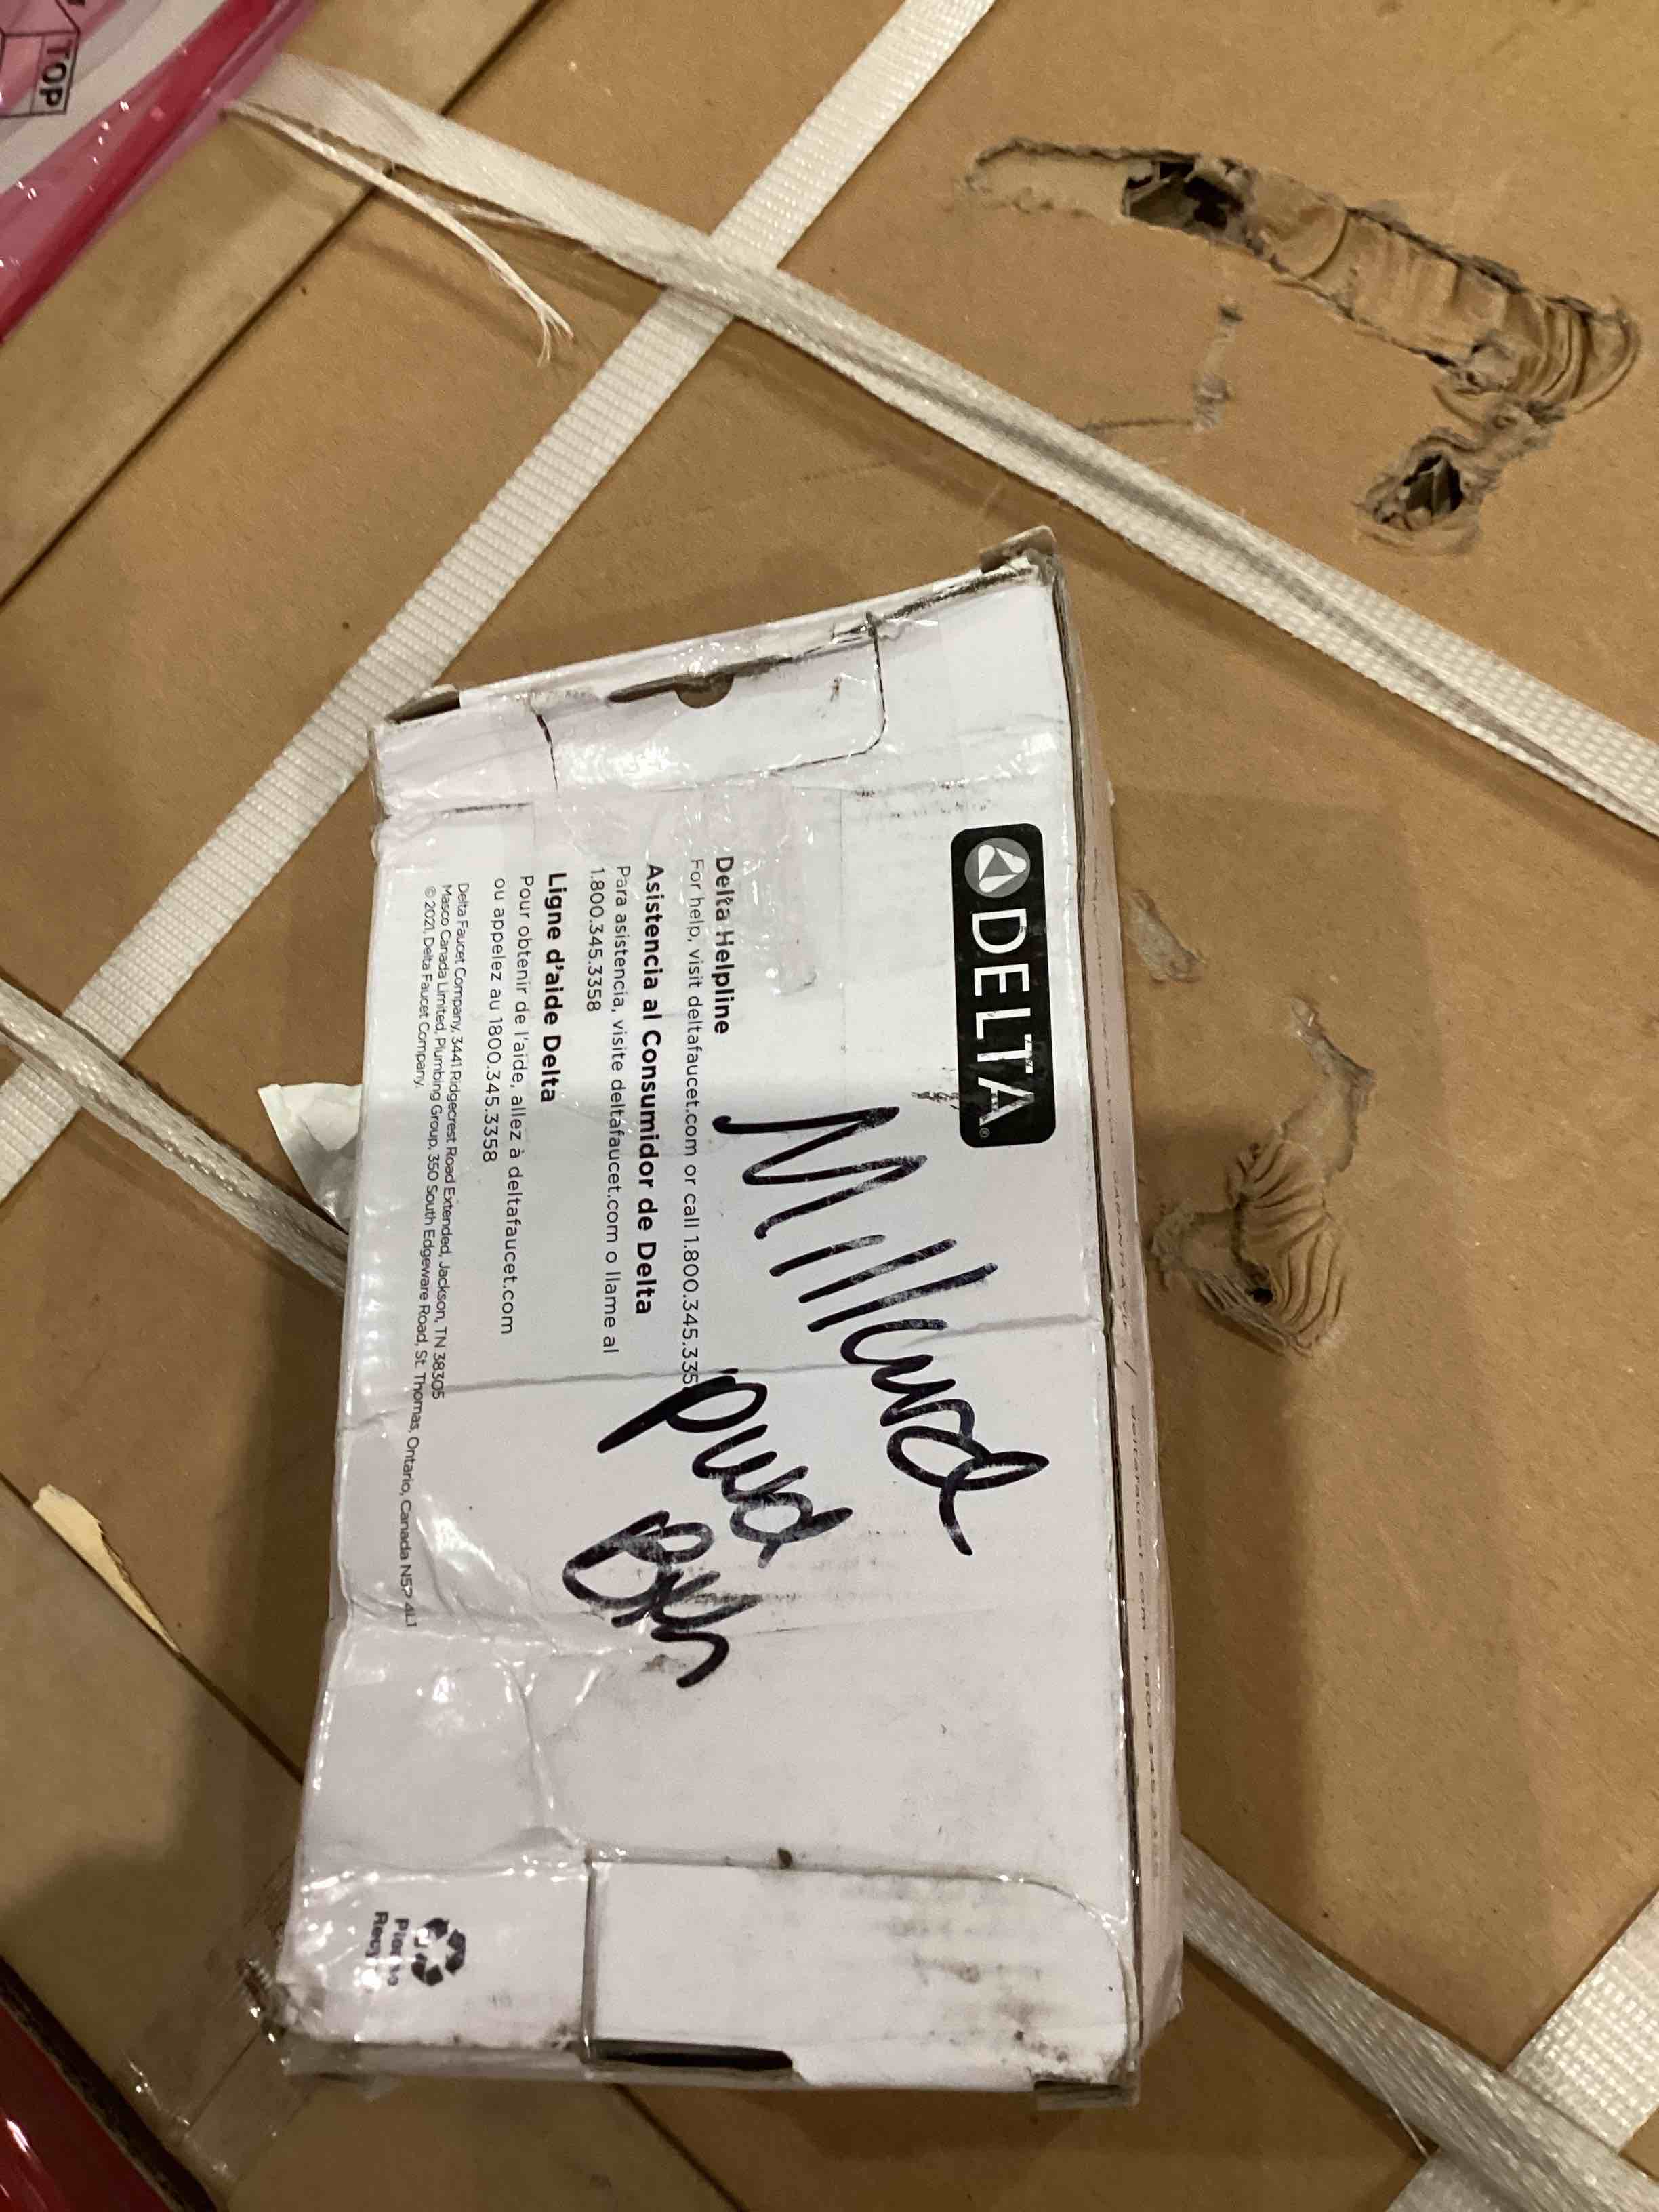 TOP
DELTA®
Millard
Pwd
Bth
Delta Helpline
For help, visit deltafaucet.com or call 1.800.345.335
Asistencia al Consumidor de Delta
Para asistencia, visite deltafaucet.com o llame al
1.800.345.3358
Ligne d'aide Delta
Pour obtenir de l'aide, allez à deltafaucet.com
ou appelez au 1.800.345.3358
Delta Faucet Company, 3441 Ridgecrest Road Extended, Jackson, TN 38305
Masco Canada Limited, Plumbing Group, 350 South Edgeware Road, St. Thomas, Ontario, Canada N5P 4L1
© 2021, Delta Faucet Company.